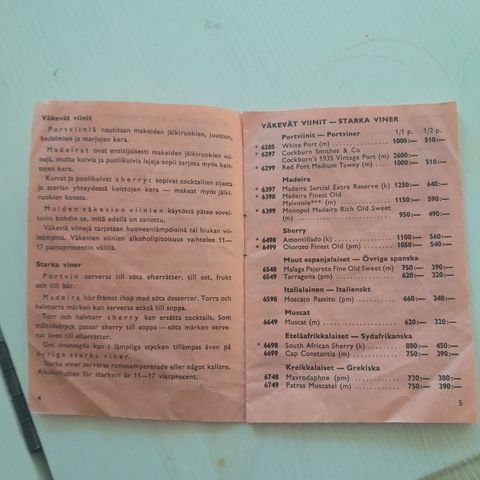 Väkevät viinit
Portviiniä nautitaan makeiden jälkiruokien, juuston,
hedelmien ja marjojen kera.
Madeirat ovat ensisijaisesti makeiden jälkiruokien vii-
nejä, mutta kuivia ja puolikuivia lajeja sopii tarjota myös keit-
tojen kera.
Kuivat ja puolikuivat sherryt sopivat cocktailien sijasta
ja aterian yhteydessä keittojen kera — makeat myös jälki-
ruokien kanssa.
Muiden väkevien viinien käytöstä pätee sovel-
tuvin kohdin se, mitä edellä on sanottu.
Väkeviä viinejä tarjotaan huoneenlämpöisinä tai hiukan vii-
leämpinä. Väkevien viinien alkoholipitoisuus vaihtelee 11—
17 painoprosentin välillä.
Starka viner
Portvin serveras till söta efterrätter, till ost, frukt
och till bär.
Madeira hör främst ihop med söta desserter. Torra och
halvtorra märken kan serveras också till soppa.
Torr och halvtorr sherry kan ersätta cocktails. Som
måltidsdryck passar sherry till soppa — söta märken serveras
även till efterrätter.
Det ovansagda kan i lämpliga stycken tillämpas även på
övriga starka viner.
Starka viner serveras rumstempererade eller något kallare.
Alkoholhalten för starkvin är 11—17 viktprocent.
4
VÄKEVÄT VIINIT — STARKA VINER
Portviinit — Portviner 1/1 p. 1/2 p.
* 6285 White Port (m) 1000:— 510:—
* 6297 Cockburn Smithes & Co
Cockburn's 1935 Vintage Port (m) 2600:—
* 6299 Red Port Medium Tawny (m) 1000:— 510:—
Madeira
* 6397 Madeira Sercial Extra Reserve (k) 1250:— 640:—
* 6398 Madeira Finest Old
Malvoisie*** (m) 1150:— 590:—
* 6399 Monopol Madeira Rich Old Sweet
(m) 950:— 490:—
Sherry
* 6498 Amontillado (k) 1100:— 560:—
* 6499 Oloroso Finest Old (pm) 1050:— 540:—
Muut espanjalaiset — Övriga spanska
6548 Malaga Pajarete Fine Old Sweet (m) 750:— 390:—
6549 Tarragona (pm) 620:— 320:—
Italialainen — Italienskt
6598 Moscato Passito (pm) 660:— 340:—
Muscat
6649 Muscat (m) 620:— 320:—
Eteläafrikkalaiset — Sydafrikanska
* 6698 South African Sherry (k) 880:— 450:—
6699 Cap Constantia (m) 750:— 390:—
Kreikkalaiset — Grekiska
6748 Mavrodaphne (pm) 730:— 380:—
6749 Patras Muscatel (m) 750:— 390:—
5